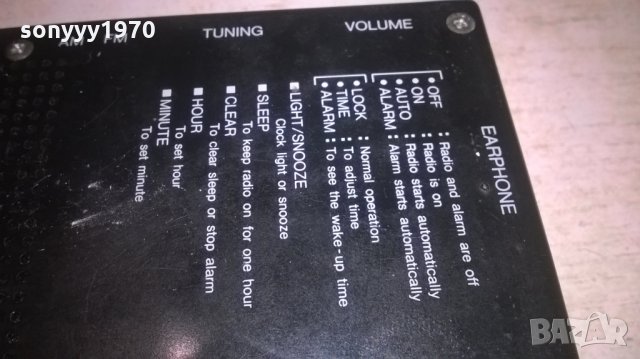 sonyyy1970
AM FM
TUNING
VOLUME
EARPHONE
• OFF : Radio and alarm are off
• ON : Radio is on
• AUTO : Radio starts automatically
• ALARM : Alarm starts automatically
• LOCK : Normal operation
• TIME : To adjust time
• ALARM : To see the wake-up time
■ LIGHT/SNOOZE
Clock light or snooze
■ SLEEP
To keep radio on for one hour
■ CLEAR
To clear sleep or stop alarm
■ HOUR
To set hour
■ MINUTE
To set minute
BAZAR
bg